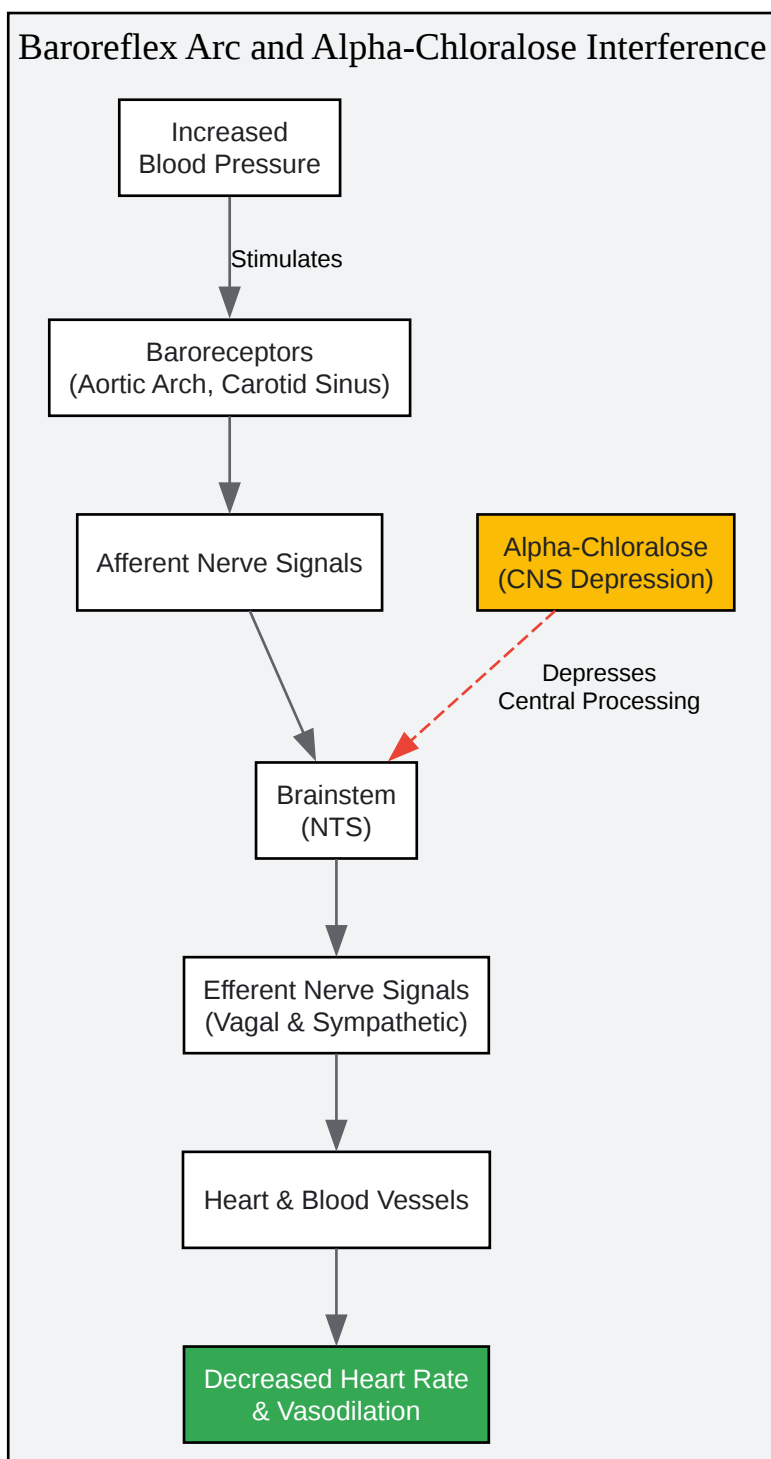 Baroreflex Arc and Alpha-Chloralose Interference
Increased
Blood Pressure
Stimulates
Baroreceptors
(Aortic Arch, Carotid Sinus)
Afferent Nerve Signals
Alpha-Chloralose
(CNS Depression)
Depresses
Central Processing
Brainstem
(NTS)
Efferent Nerve Signals
(Vagal & Sympathetic)
Heart & Blood Vessels
Decreased Heart Rate
& Vasodilation